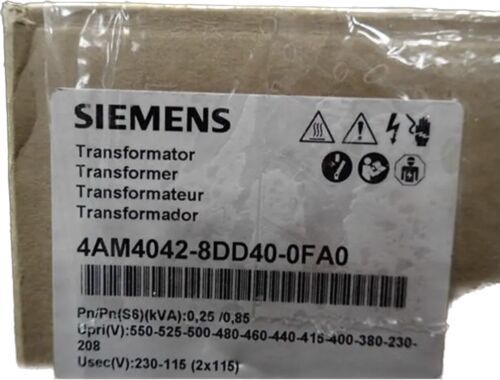 SIEMENS
Transformator
Transformer
Transformateur
Transformador
4AM4042-8DD40-0FA0
Pn/Pn(S6)(kVA):0,25 /0,85
Upri(V):550-525-500-480-460-440-415-400-380-230-
208
Usec(V):230-115 (2x115)